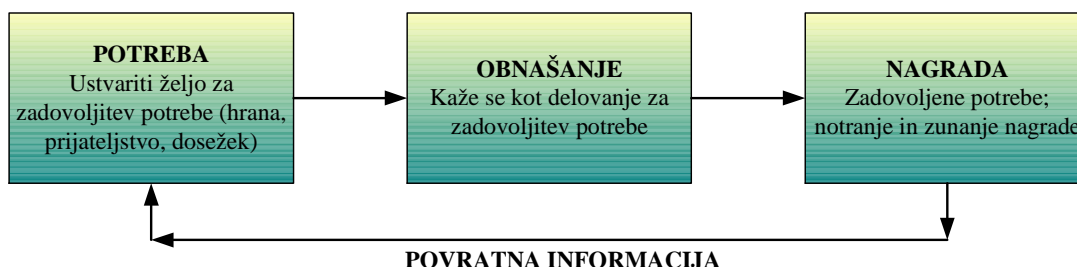 POTREBA
Ustvariti željo za
zadovoljitev potrebe (hrana,
prijateljstvo, dosežek)
OBNAŠANJE
Kaže se kot delovanje za
zadovoljitev potrebe
NAGRADA
Zadovoljene potrebe;
notranje in zunanje nagrade
POVRATNA INFORMACIJA